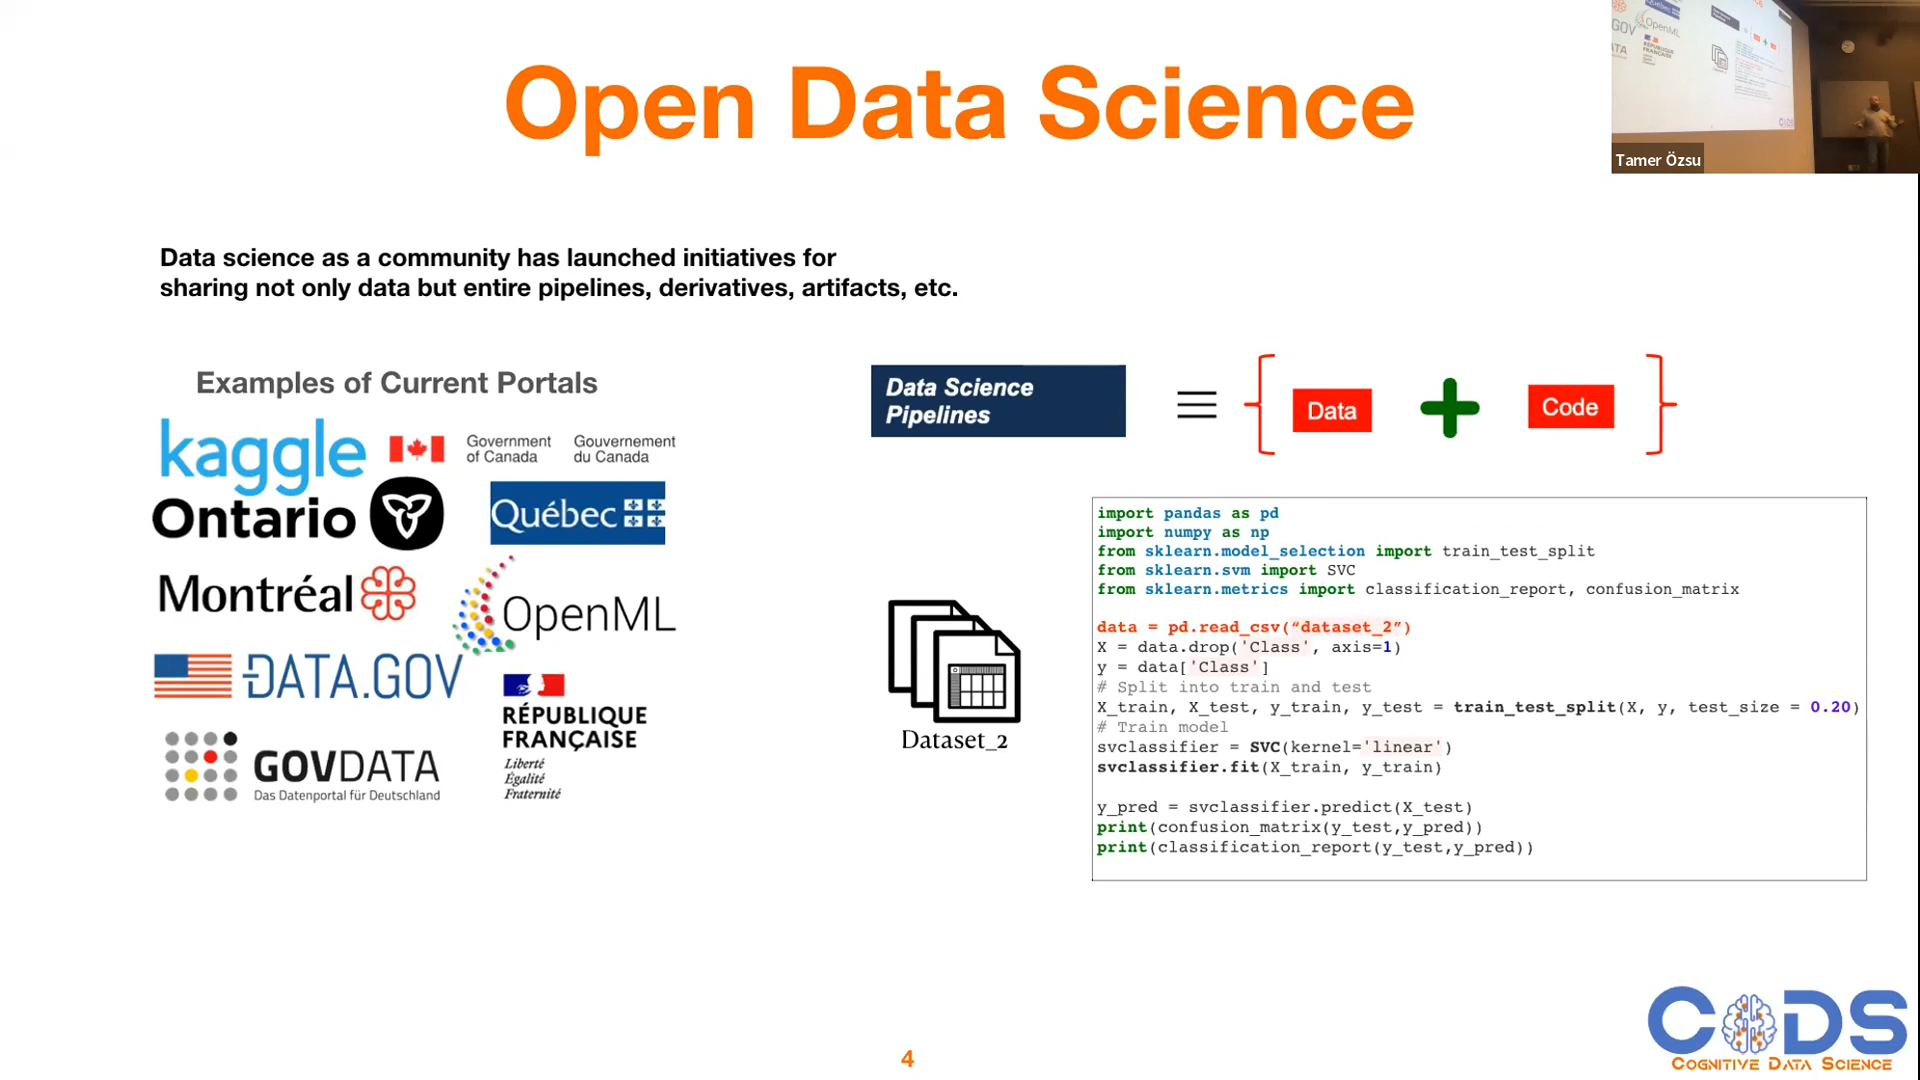 Open Data Science
Tamer Özsu
Data science as a community has launched initiatives for
sharing not only data but entire pipelines, derivatives, artifacts, etc.
Examples of Current Portals
kaggle
Government
of Canada
Gouvernement
du Canada
Ontario
Québec
Montréal
OpenML
DATA.GOV
RÉPUBLIQUE
FRANÇAISE
Liberté
Égalité
Fraternité
GOVDATA
Das Datenportal für Deutschland
Data Science
Pipelines
Data
Code
Dataset_2
import pandas as pd
import numpy as np
from sklearn.model_selection import train_test_split
from sklearn.svm import SVC
from sklearn.metrics import classification_report, confusion_matrix
data = pd.read_csv(“dataset_2”)
X = data.drop('Class', axis=1)
y = data['Class']
# Split into train and test
X_train, X_test, y_train, y_test = train_test_split(X, y, test_size = 0.20)
# Train model
svclassifier = SVC(kernel='linear')
svclassifier.fit(X_train, y_train)
y_pred = svclassifier.predict(X_test)
print(confusion_matrix(y_test,y_pred))
print(classification_report(y_test,y_pred))
4
CODS
COGNITIVE DATA SCIENCE